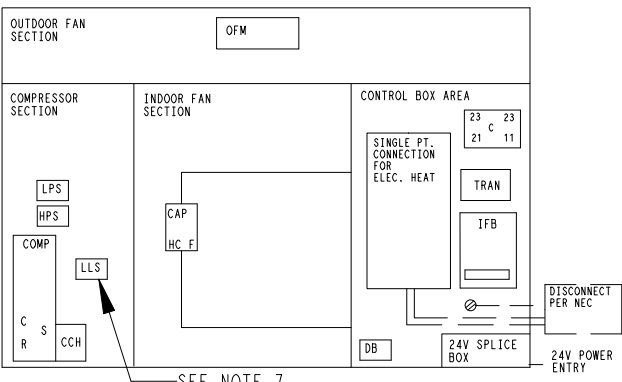 OUTDOOR FAN
SECTION
OFM
COMPRESSOR
SECTION
INDOOR FAN
SECTION
CONTROL BOX AREA
23 23
C
21 11
SINGLE PT.
CONNECTION
FOR
ELEC. HEAT
TRAN
LPS
HPS
CAP
HC F
IFB
COMP
LLS
C
S
R
CCH
DISCONNECT
PER NEC
DB
24V SPLICE
BOX
24V POWER
ENTRY
SEE NOTE 7